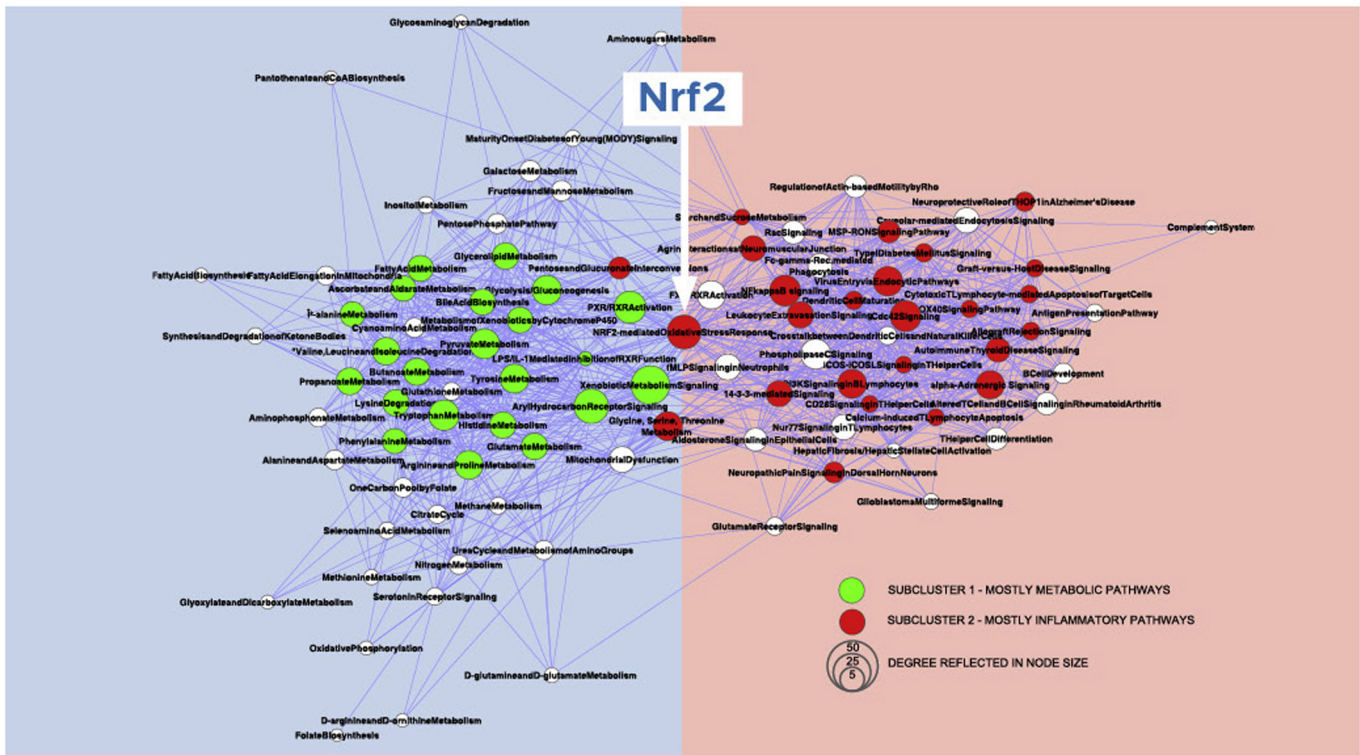 GlycosaminoglycanDegradation
AminosugarsMetabolism
PantothenateandCoABiosynthesis
Nrf2
MaturityOnsetDiabetesofYoung(MODY)Signaling
GalactoseMetabolism
FructoseandMannoseMetabolism
RegulationofActin-basedMotilitybyRho
InositolMetabolism
NeuroprotectiveRoleofTHOP1inAlzheimer'sDisease
PentosePhosphatePathway
StarchandSucroseMetabolism
Caveolar-mediatedEndocytosisSignaling
ComplementSystem
RacSignaling
MSP-RONSignalingPathway
AgrinInteractionsatNeuromuscularJunction
TypeIDiabetesMellitusSignaling
GlycerolipidMetabolism
Fc-gamma-Rec.mediated
Phagocytosis
FattyAcidMetabolism
PentoseandGlucuronateInterconversions
Graft-versus-HostDiseaseSignaling
FattyAcidBiosynthesis
FattyAcidElongationinMitochondria
VirusEntryviaEndocyticPathways
AscorbateandAldarateMetabolism
Glycolysis/Gluconeogenesis
NFkappaB signaling
CytotoxicTLymphocyte-mediatedApoptosisofTargetCells
FXR/RXRActivation
BileAcidBiosynthesis
DendriticCellMaturation
PXR/RXRActivation
OX40SignalingPathway
AntigenPresentationPathway
-alanineMetabolism
MetabolismofXenobioticsbyCytochromeP450
LeukocyteExtravasationSignaling
Cdc42Signaling
CyanoaminoAcidMetabolism
NRF2-mediatedOxidativeStressResponse
AllograftRejectionSignaling
SynthesisandDegradationofKetoneBodies
CrosstalkbetweenDendriticCellsandNaturalKillerCells
PyruvateMetabolism
Valine,LeucineandIsoleucineDegradation
PhospholipaseCSignaling
AutoimmuneThyroidDiseaseSignaling
LPS/IL-1MediatedInhibitionofRXRFunction
fMLPSignalinginNeutrophils
iCOS-iCOSLSignalinginTHelperCells
ButanoateMetabolism
BCellDevelopment
PropanoateMetabolism
TyrosineMetabolism
XenobioticMetabolismSignaling
PI3KSignalinginBLymphocytes
alpha-Adrenergic Signaling
GlutathioneMetabolism
14-3-3-mediatedSignaling
LysineDegradation
ArylHydrocarbonReceptorSignaling
CD28SignalinginTHelperCells
AlteredTCellandBCellSignalinginRheumatoidArthritis
AminophosphonateMetabolism
TryptophanMetabolism
Glycine, Serine, Threonine
Metabolism
Calcium-inducedTLymphocyteApoptosis
HistidineMetabolism
Nur77SignalinginTLymphocytes
PhenylalanineMetabolism
AldosteroneSignalinginEpithelialCells
THelperCellDifferentiation
GlutamateMetabolism
HepaticFibrosis/HepaticStellateCellActivation
AlanineandAspartateMetabolism
ArginineandProlineMetabolism
MitochondrialDysfunction
NeuropathicPainSignalinginDorsalHornNeurons
OneCarbonPoolbyFolate
GlioblastomaMultiformeSignaling
MethaneMetabolism
CitrateCycle
GlutamateReceptorSignaling
SelenoaminoAcidMetabolism
UreaCycleandMetabolismofAminoGroups
NitrogenMetabolism
MethionineMetabolism
SUBCLUSTER 1 - MOSTLY METABOLIC PATHWAYS
GlyoxylateandDicarboxylateMetabolism
SerotoninReceptorSignaling
SUBCLUSTER 2 - MOSTLY INFLAMMATORY PATHWAYS
OxidativePhosphorylation
50
25
5
DEGREE REFLECTED IN NODE SIZE
D-glutamineandD-glutamateMetabolism
D-arginineandD-ornithineMetabolism
FolateBiosynthesis